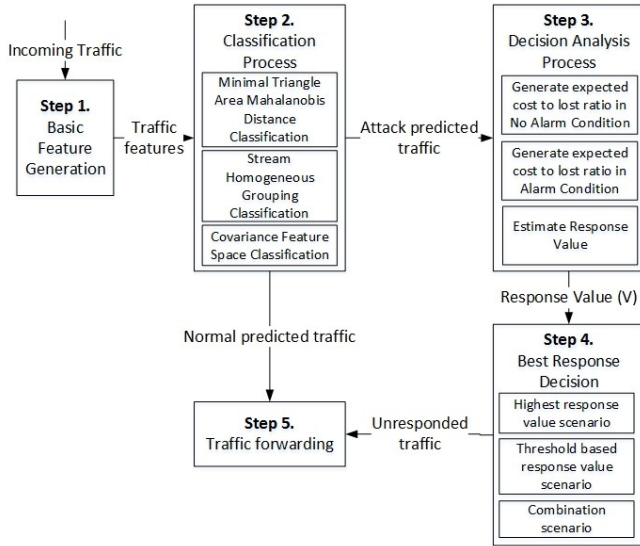 Incoming Traffic
Step 1.
Basic
Feature
Generation
Traffic
features
Step 2.
Classification
Process
Minimal Triangle
Area Mahalanobis
Distance
Classification
Stream
Homogeneous
Grouping
Classification
Covariance Feature
Space Classification
Attack predicted
traffic
Step 3.
Decision Analysis
Process
Generate expected
cost to lost ratio in
No Alarm Condition
Generate expected
cost to lost ratio in
Alarm Condition
Estimate Response
Value
Response Value (V)
Step 4.
Best Response
Decision
Highest response
value scenario
Threshold based
response value
scenario
Combination
scenario
Unresponded
traffic
Normal predicted traffic
Step 5.
Traffic forwarding